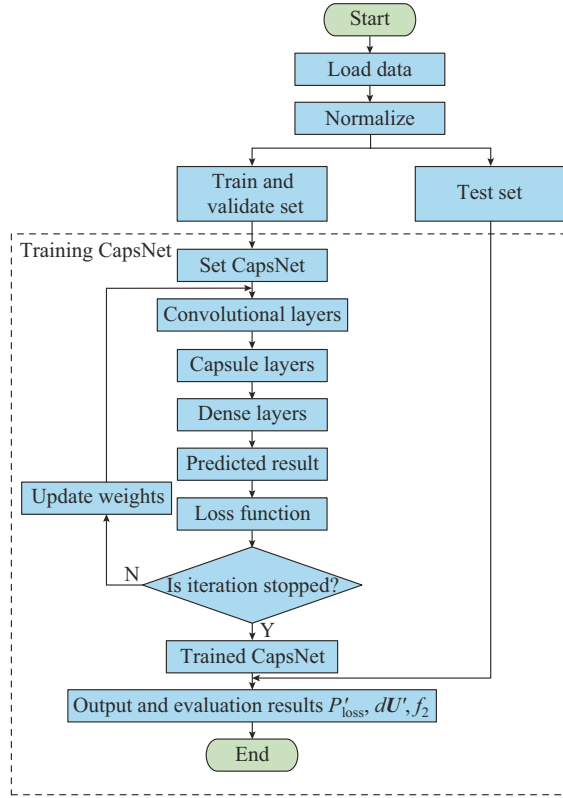 Start
Load data
Normalize
Train and
validate set
Test set
Training CapsNet
Set CapsNet
Convolutional layers
Capsule layers
Dense layers
Predicted result
Update weights
Loss function
N
Is iteration stopped?
Y
Trained CapsNet
Output and evaluation results P′loss, dU′, f2
End